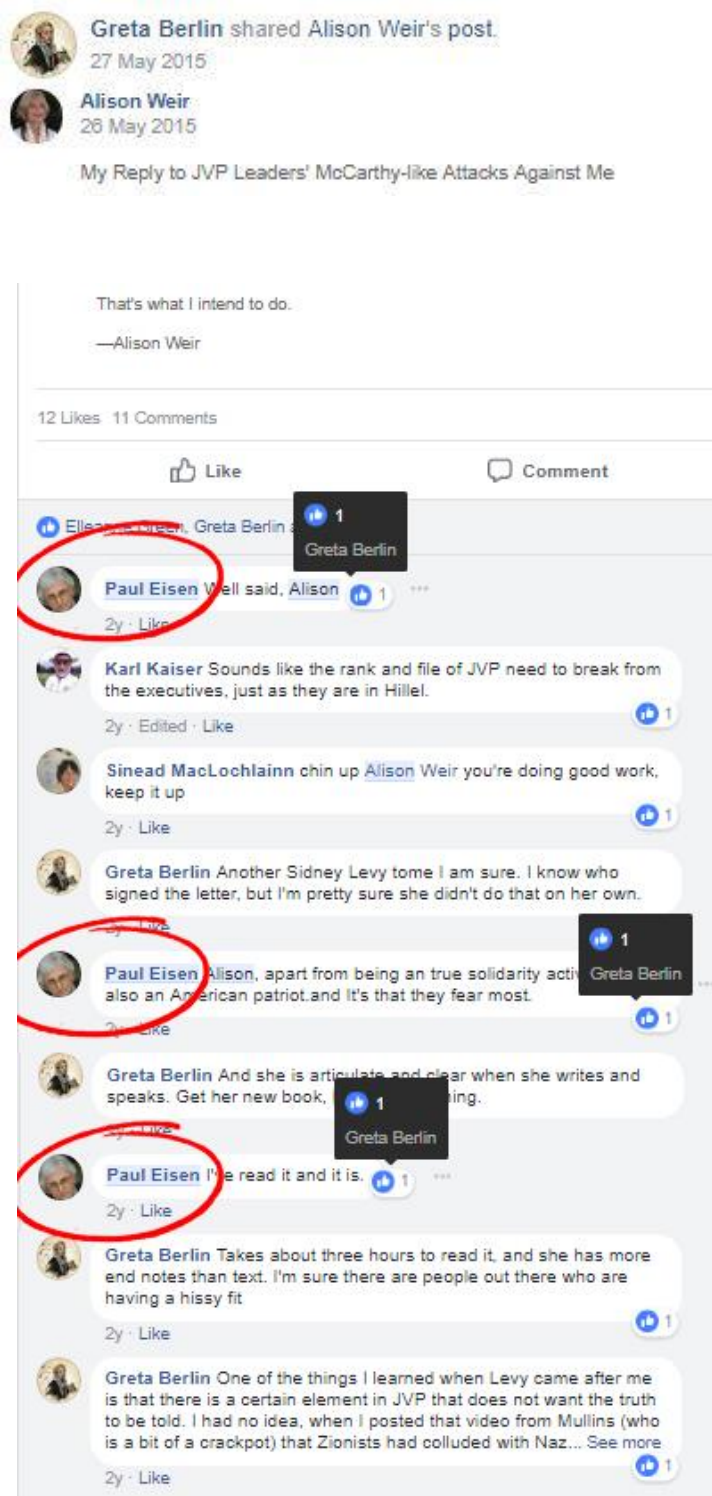 Greta Berlin shared Alison Weir's post.
27 May 2015
Alison Weir
26 May 2015
My Reply to JVP Leaders' McCarthy-like Attacks Against Me
That's what I intend to do.
—Alison Weir
12 Likes 11 Comments
Like Comment
1
Greta Berlin
Green, Greta Berlin
Paul Eisen Well said, Alison 1
2y · Like
Karl Kaiser Sounds like the rank and file of JVP need to break from
the executives, just as they are in Hillel.
1
2y · Edited · Like
Sinead MacLochlainn chin up Alison Weir you're doing good work,
keep it up
1
2y · Like
Greta Berlin Another Sidney Levy tome I am sure. I know who
signed the letter, but I'm pretty sure she didn't do that on her own.
2y · Like
1
Greta Berlin
Paul Eisen Alison, apart from being an true solidarity
also an American patriot.and It's that they fear most.
1
2y · Like
Greta Berlin And she is articulate and clear when she writes and
speaks. Get her new book,
1
Greta Berlin
2y · Like
Paul Eisen I've read it and it is. 1
2y · Like
Greta Berlin Takes about three hours to read it, and she has more
end notes than text. I'm sure there are people out there who are
having a hissy fit
1
2y · Like
Greta Berlin One of the things I learned when Levy came after me
is that there is a certain element in JVP that does not want the truth
to be told. I had no idea, when I posted that video from Mullins (who
is a bit of a crackpot) that Zionists had colluded with Naz... See more
1
2y · Like